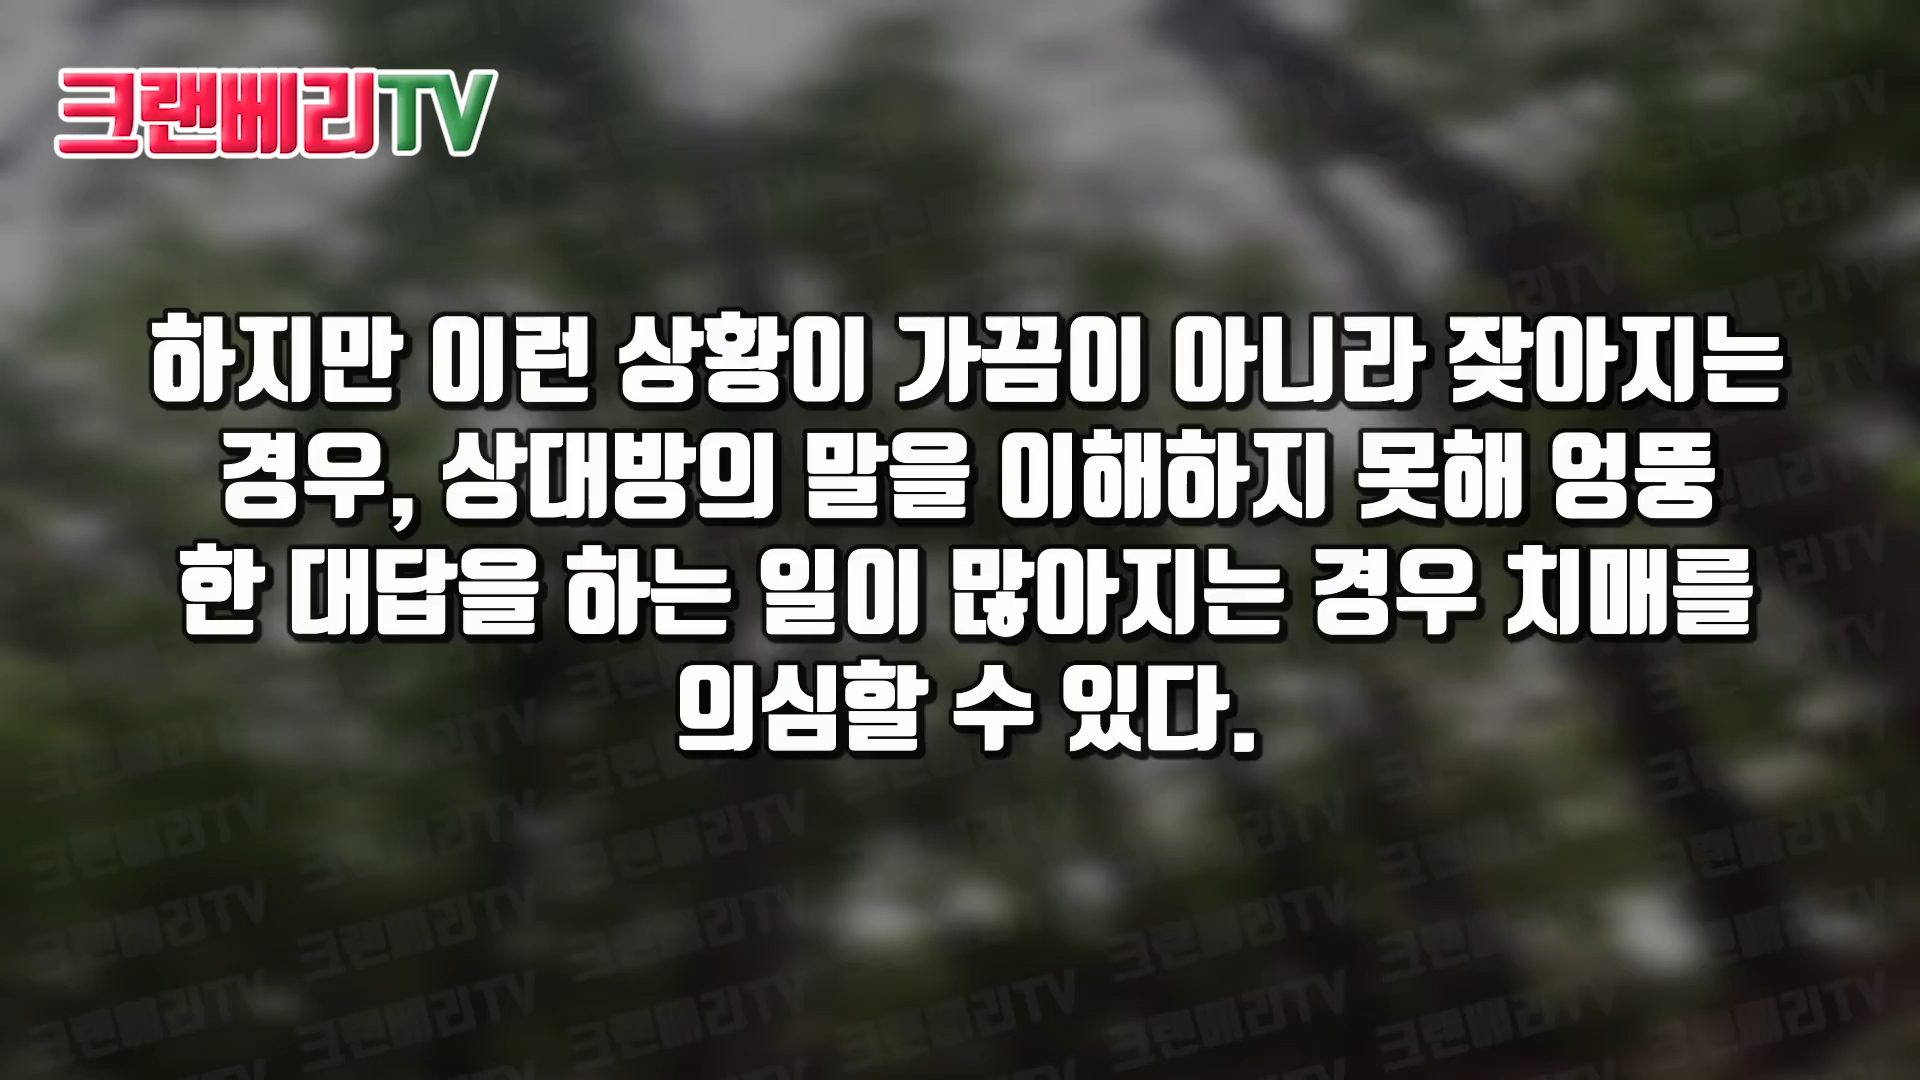 크랜베리TV
하지만 이런 상황이 가끔이 아니라 잦아지는
경우, 상대방의 말을 이해하지 못해 엉뚱
한 대답을 하는 일이 많아지는 경우 치매를
의심할 수 있다.